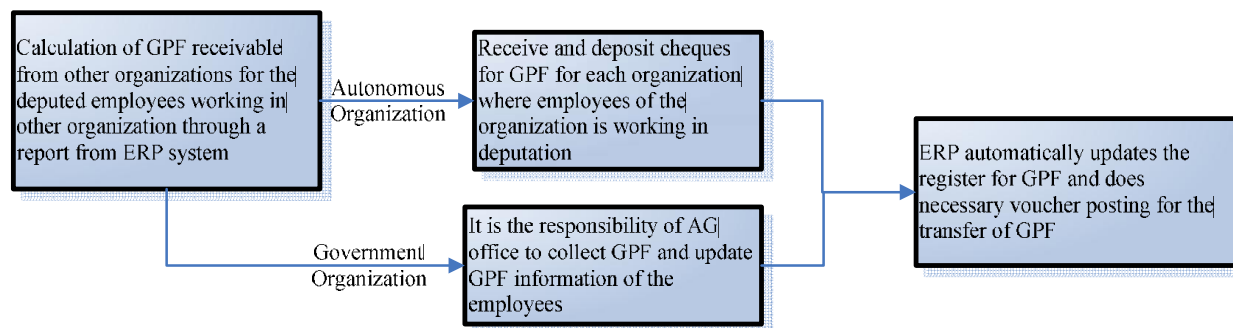 Calculation of GPF receivable
from other organizations for the
deputed employees working in
other organization through a
report from ERP system
Autonomous
Organization
Receive and deposit cheques
for GPF for each organization
where employees of the
organization is working in
deputation
Government
Organization
It is the responsibility of AG
office to collect GPF and update
GPF information of the
employees
ERP automatically updates the
register for GPF and does
necessary voucher posting for the
transfer of GPF